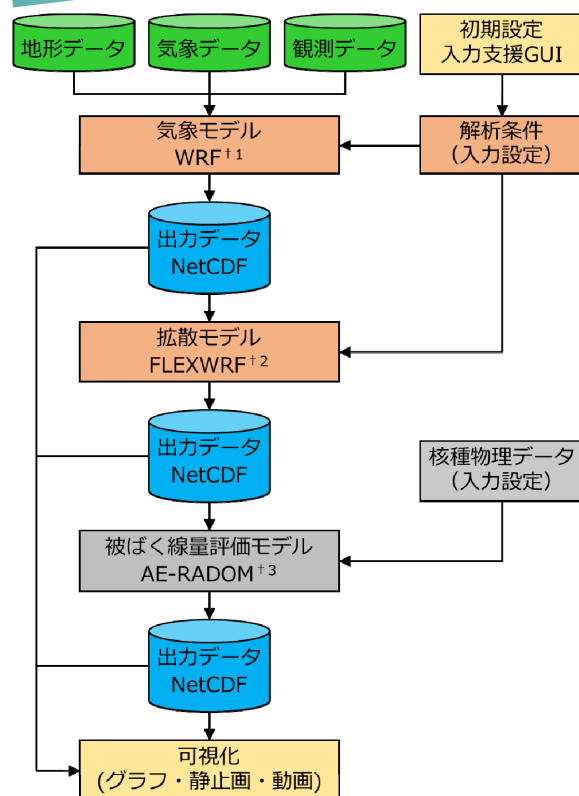 地形データ
気象データ
観測データ
初期設定
入力支援GUI
気象モデル
WRF†1
解析条件
(入力設定)
出力データ
NetCDF
拡散モデル
FLEXWRF†2
出力データ
NetCDF
核種物理データ
(入力設定)
被ばく線量評価モデル
AE-RADOM†3
出力データ
NetCDF
可視化
(グラフ・静止画・動画)